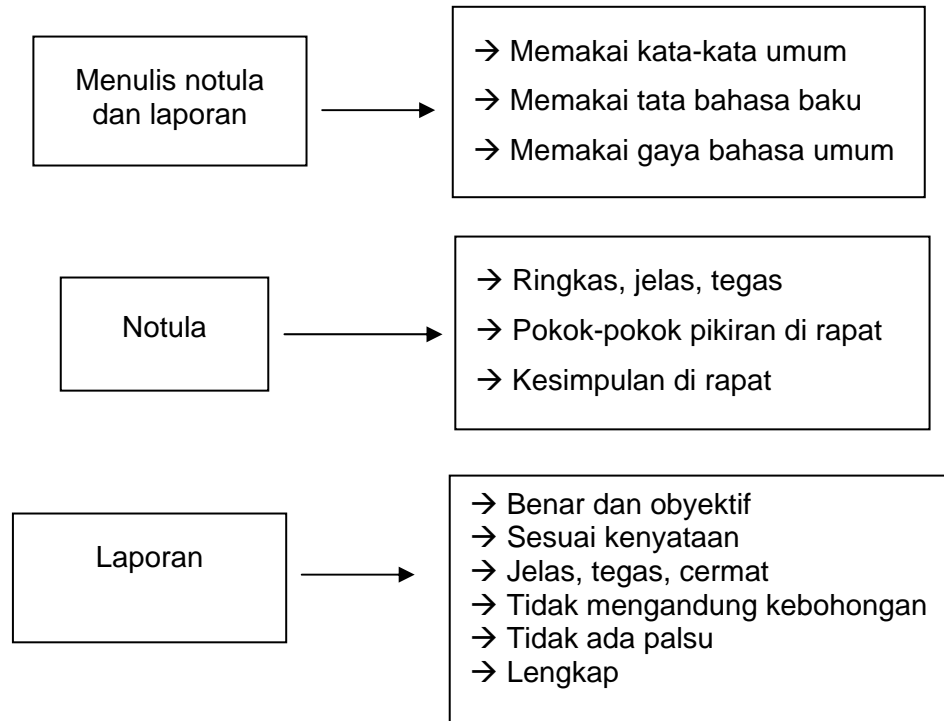 Menulis notula
dan laporan
→ Memakai kata-kata umum
→ Memakai tata bahasa baku
→ Memakai gaya bahasa umum
Notula
→ Ringkas, jelas, tegas
→ Pokok-pokok pikiran di rapat
→ Kesimpulan di rapat
Laporan
→ Benar dan obyektif
→ Sesuai kenyataan
→ Jelas, tegas, cermat
→ Tidak mengandung kebohongan
→ Tidak ada palsu
→ Lengkap